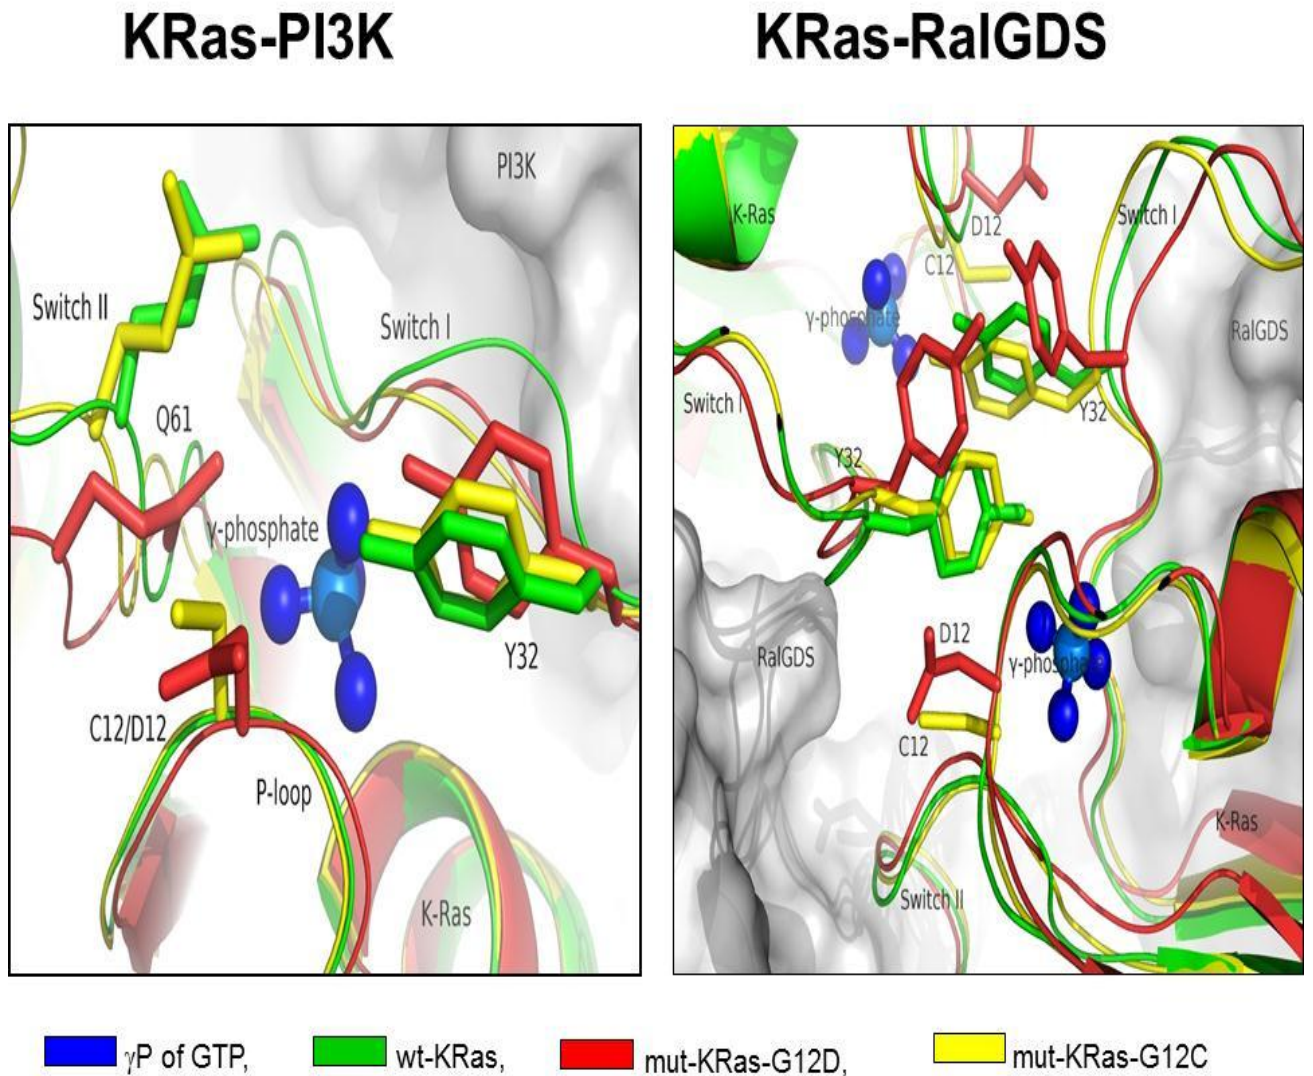 KRas-PI3K
KRas-RalGDS
PI3K
Switch II
Switch I
Q61
γ-phosphate
Y32
C12/D12
P-loop
K-Ras
K-Ras
D12
Switch I
C12
γ-phosphate
RalGDS
Switch I
Y32
Y32
D12
RalGDS
γ-phospha
C12
K-Ras
Switch II
γP of GTP,
wt-KRas,
mut-KRas-G12D,
mut-KRas-G12C